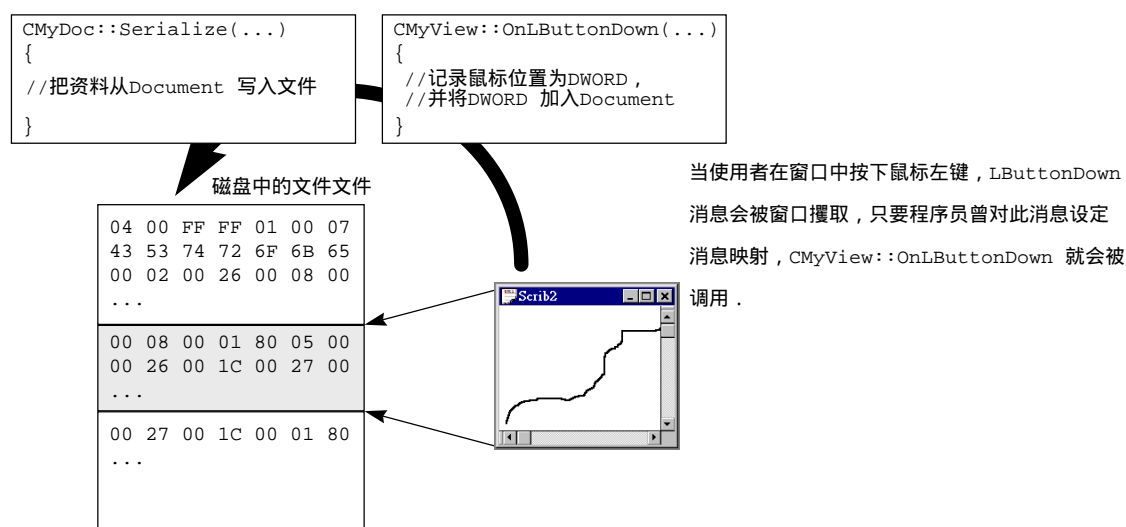 CMyDoc::Serialize(...)
{
//把资料从Document 写入文件
}
CMyView::OnLButtonDown(...)
{
//记录鼠标位置为DWORD，
//并将DWORD 加入Document
}
磁盘中的文件文件
04 00 FF FF 01 00 07
43 53 74 72 6F 6B 65
00 02 00 26 00 08 00
...
00 08 00 01 80 05 00
00 26 00 1C 00 27 00
...
00 27 00 1C 00 01 80
...
Scrib2
当使用者在窗口中按下鼠标左键，LButtonDown
消息会被窗口攫取，只要程序员曾对此消息设定
消息映射，CMyView::OnLButtonDown 就会被
调用．